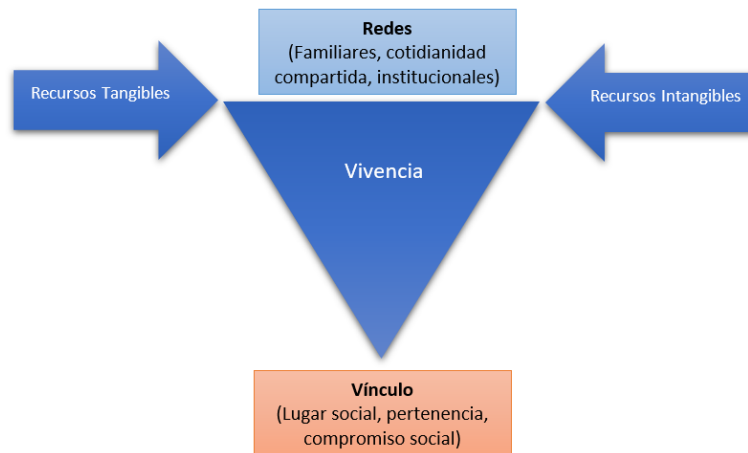 Redes
(Familiares, cotidianidad
compartida, institucionales)
Recursos Tangibles
Recursos Intangibles
Vivencia
Vínculo
(Lugar social, pertenencia,
compromiso social)